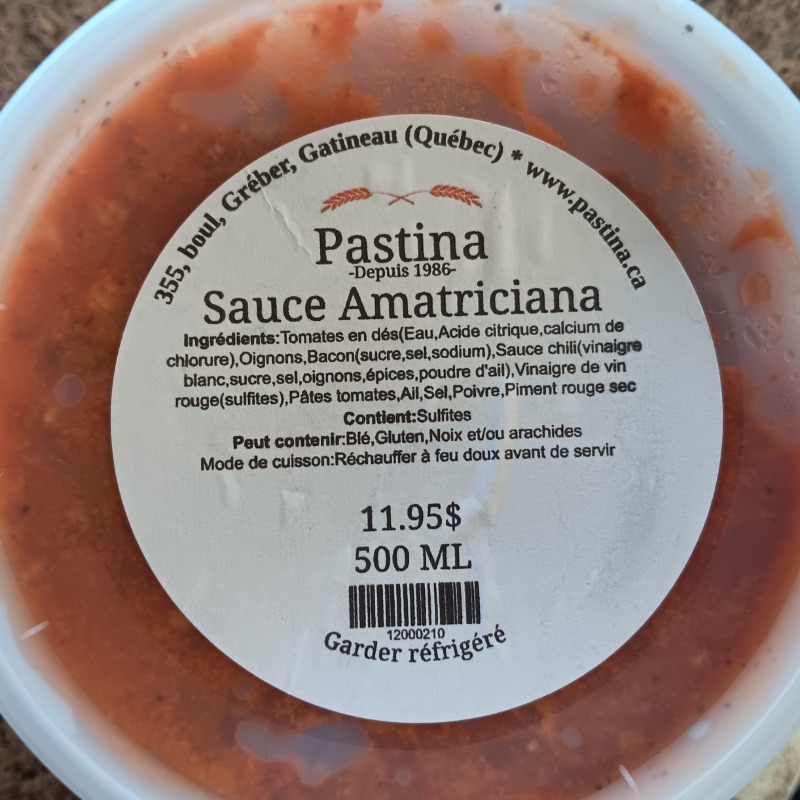 355, boul, Gréber, Gatineau (Québec) * www.pastina.ca
Pastina
-Depuis 1986-
Sauce Amatriciana
Ingrédients:Tomates en dés(Eau,Acide citrique,calcium de
chlorure),Oignons,Bacon(sucre,sel,sodium),Sauce chili(vinaigre
blanc,sucre,sel,oignons,épices,poudre d'ail),Vinaigre de vin
rouge(sulfites),Pâtes tomates,Ail,Sel,Poivre,Piment rouge sec
Contient:Sulfites
Peut contenir:Blé,Gluten,Noix et/ou arachides
Mode de cuisson:Réchauffer à feu doux avant de servir
11.95$
500 ML
12000210
Garder réfrigéré